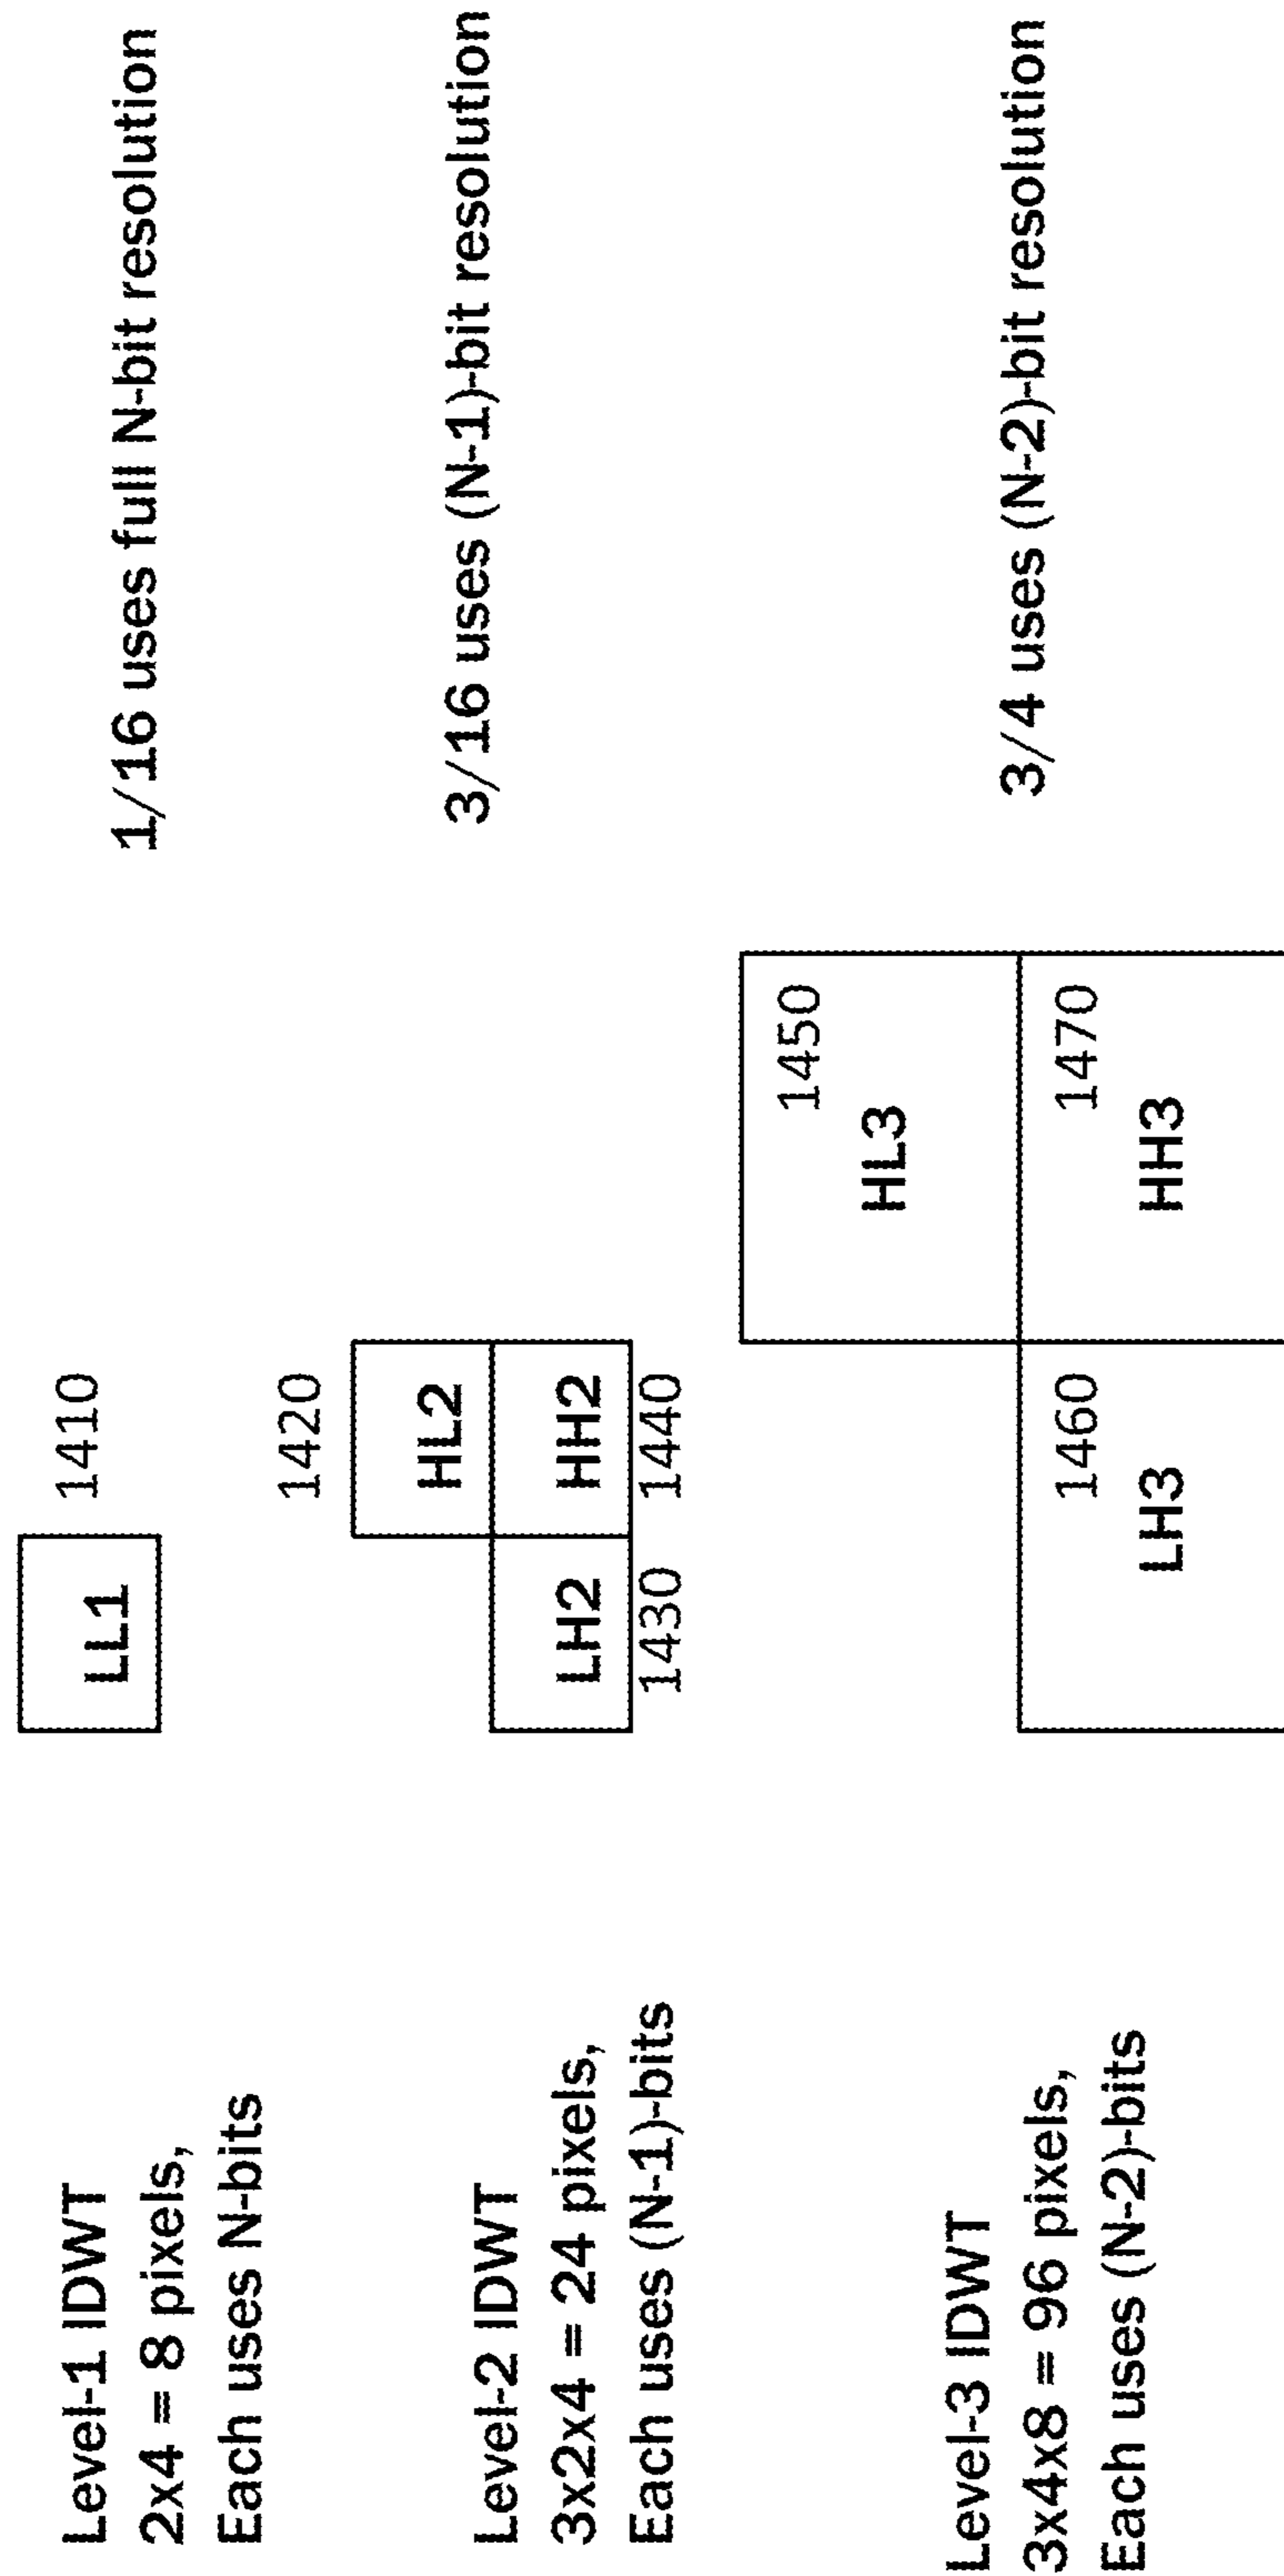 Level-1 IDWT
2x4 = 8 pixels,
Each uses N-bits
LL1
1410
1/16 uses full N-bit resolution
Level-2 IDWT
3x2x4 = 24 pixels,
Each uses (N-1)-bits
1420
HL2
LH2
HH2
1430
1440
3/16 uses (N-1)-bit resolution
Level-3 IDWT
3x4x8 = 96 pixels,
Each uses (N-2)-bits
1450
HL3
1460
LH3
1470
HH3
3/4 uses (N-2)-bit resolution